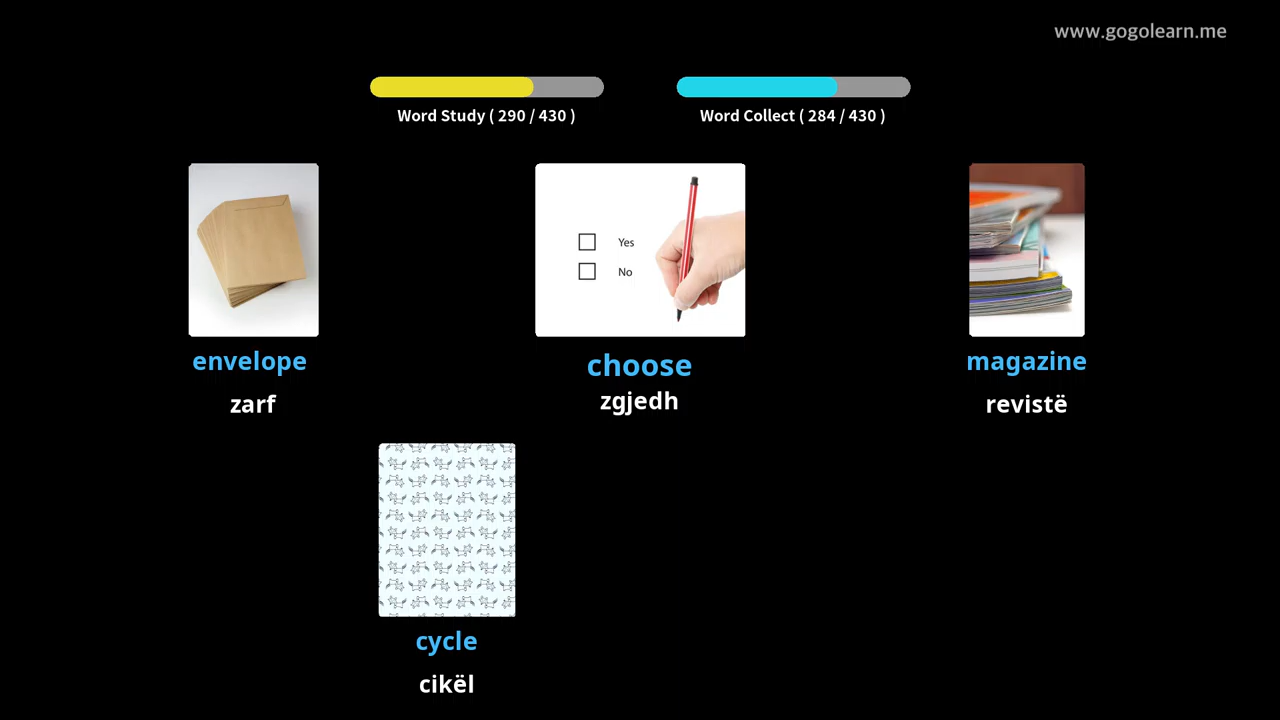 www.gogolearn.me
Word Study ( 290 / 430 )
Word Collect ( 284 / 430 )
Yes
No
envelope
zarf
choose
zgjedh
magazine
revistë
cycle
cikël